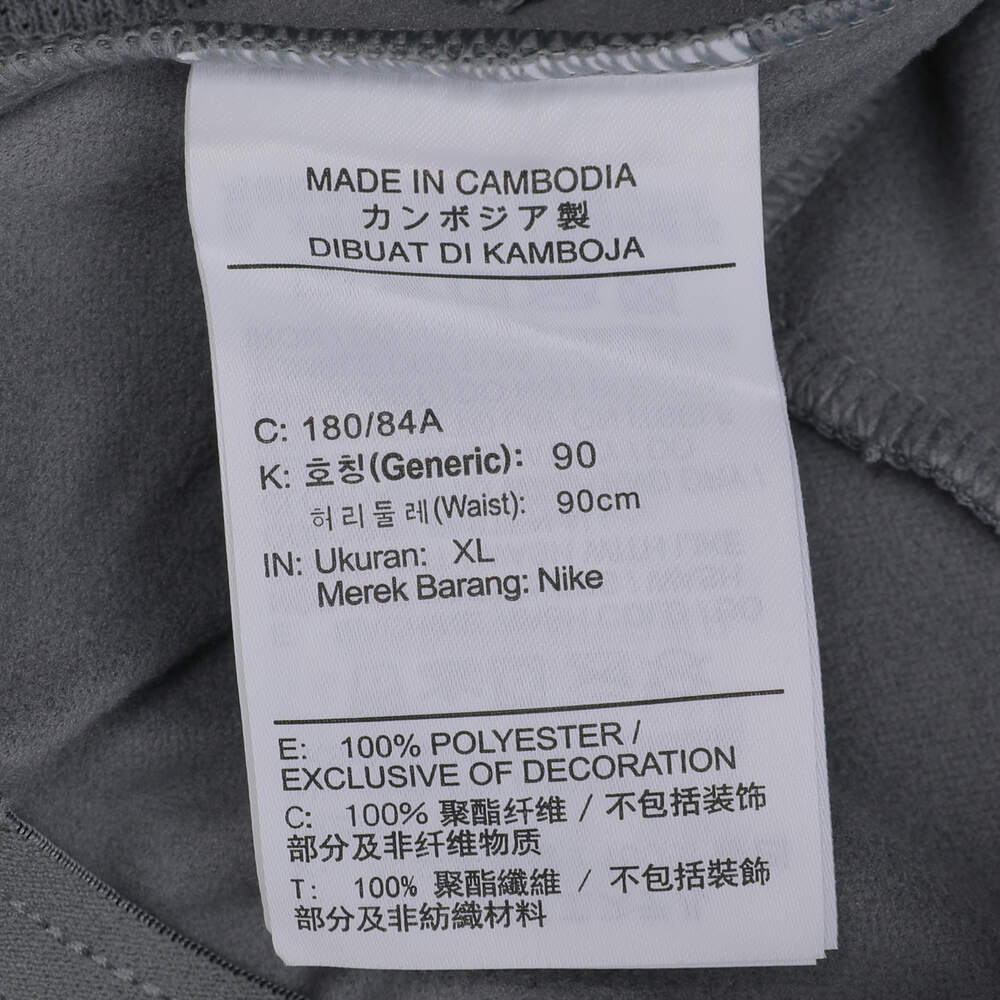 MADE IN CAMBODIA
カンボジア製
DIBUAT DI KAMBOJA
C: 180/84A
K: 호칭(Generic): 90
허리둘레(Waist): 90cm
IN: Ukuran: XL
Merek Barang: Nike
E: 100% POLYESTER /
EXCLUSIVE OF DECORATION
C: 100% 聚酯纤维 / 不包括装饰
部分及非纤维物质
T: 100% 聚酯纖維 / 不包括裝飾
部分及非紡織材料